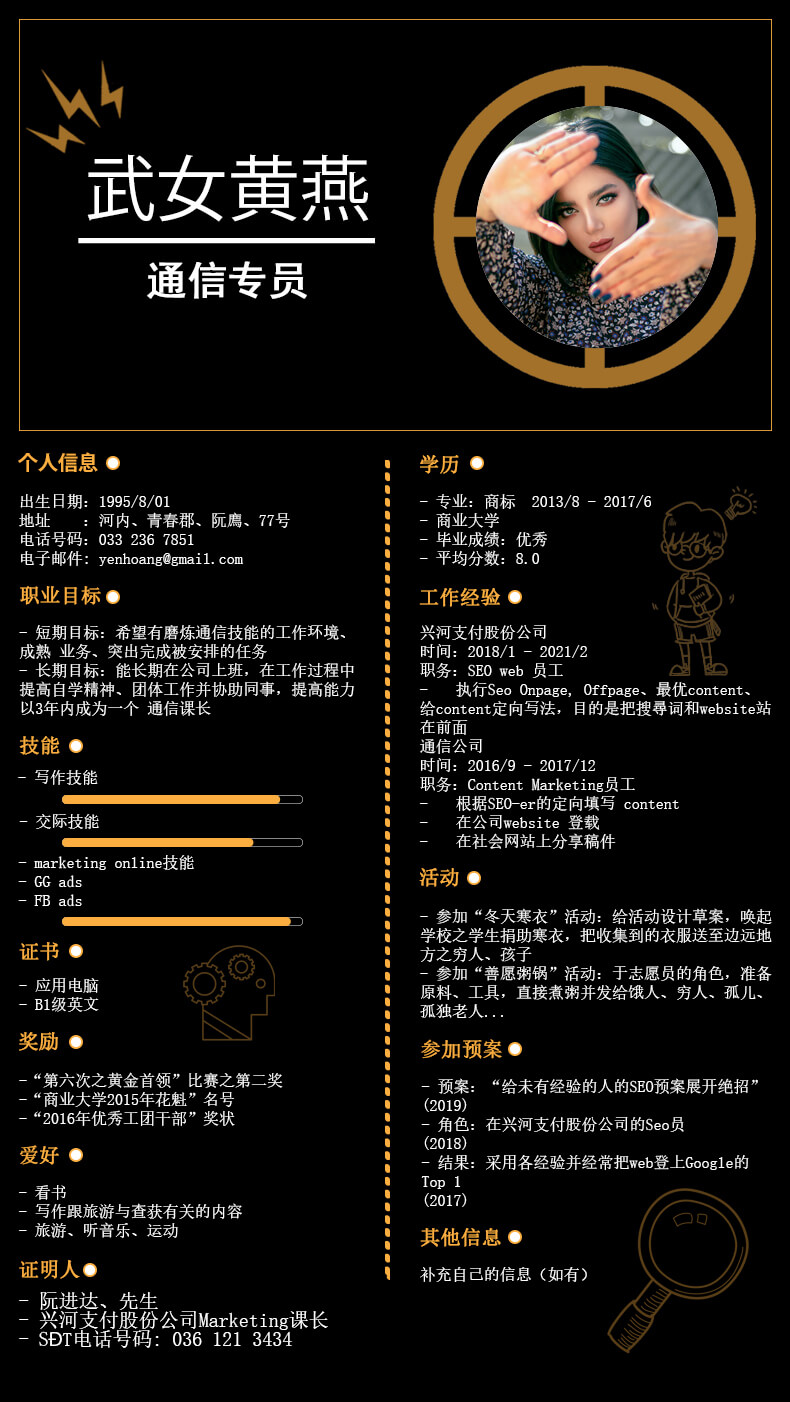 武女黄燕
通信专员
个人信息
出生日期: 1995/8/01
地址　　: 河内、青春郡、阮廌、77号
电话号码: 033 236 7851
电子邮件: yenhoang@gmail.com
职业目标
- 短期目标: 希望有磨炼通信技能的工作环境、
成熟 业务、突出完成被安排的任务
- 长期目标: 能长期在公司上班，在工作过程中
提高自学精神、团体工作并协助同事，提高能力
以3年内成为一个 通信课长
技能
- 写作技能
- 交际技能
- marketing online技能
- GG ads
- FB ads
证书
- 应用电脑
- B1级英文
奖励
-“第六次之黄金首领”比赛之第二奖
-“商业大学2015年花魁”名号
-“2016年优秀工团干部”奖状
爱好
- 看书
- 写作跟旅游与查获有关的内容
- 旅游、听音乐、运动
证明人
- 阮进达、先生
- 兴河支付股份公司Marketing课长
- SĐT电话号码: 036 121 3434
学历
- 专业: 商标　2013/8 - 2017/6
- 商业大学
- 毕业成绩: 优秀
- 平均分数: 8.0
工作经验
兴河支付股份公司
时间: 2018/1 - 2021/2
职务: SEO web 员工
-　 执行Seo Onpage, Offpage、最优content、
给content定向写法，目的是把搜尋词和website站
在前面
通信公司
时间: 2016/9 - 2017/12
职务: Content Marketing员工
-　 根据SEO-er的定向填写 content
-　 在公司website 登载
-　 在社会网站上分享稿件
活动
- 参加“冬天寒衣”活动: 给活动设计草案，唤起
学校之学生捐助寒衣，把收集到的衣服送至边远地
方之穷人、孩子
- 参加“善愿粥锅”活动: 于志愿员的角色，准备
原料、工具，直接煮粥并发给饿人、穷人、孤儿、
孤独老人...
参加预案
- 预案: “给未有经验的人的SEO预案展开绝招”
(2019)
- 角色: 在兴河支付股份公司的Seo员
(2018)
- 结果: 采用各经验并经常把web登上Google的
Top 1
(2017)
其他信息
补充自己的信息（如有）